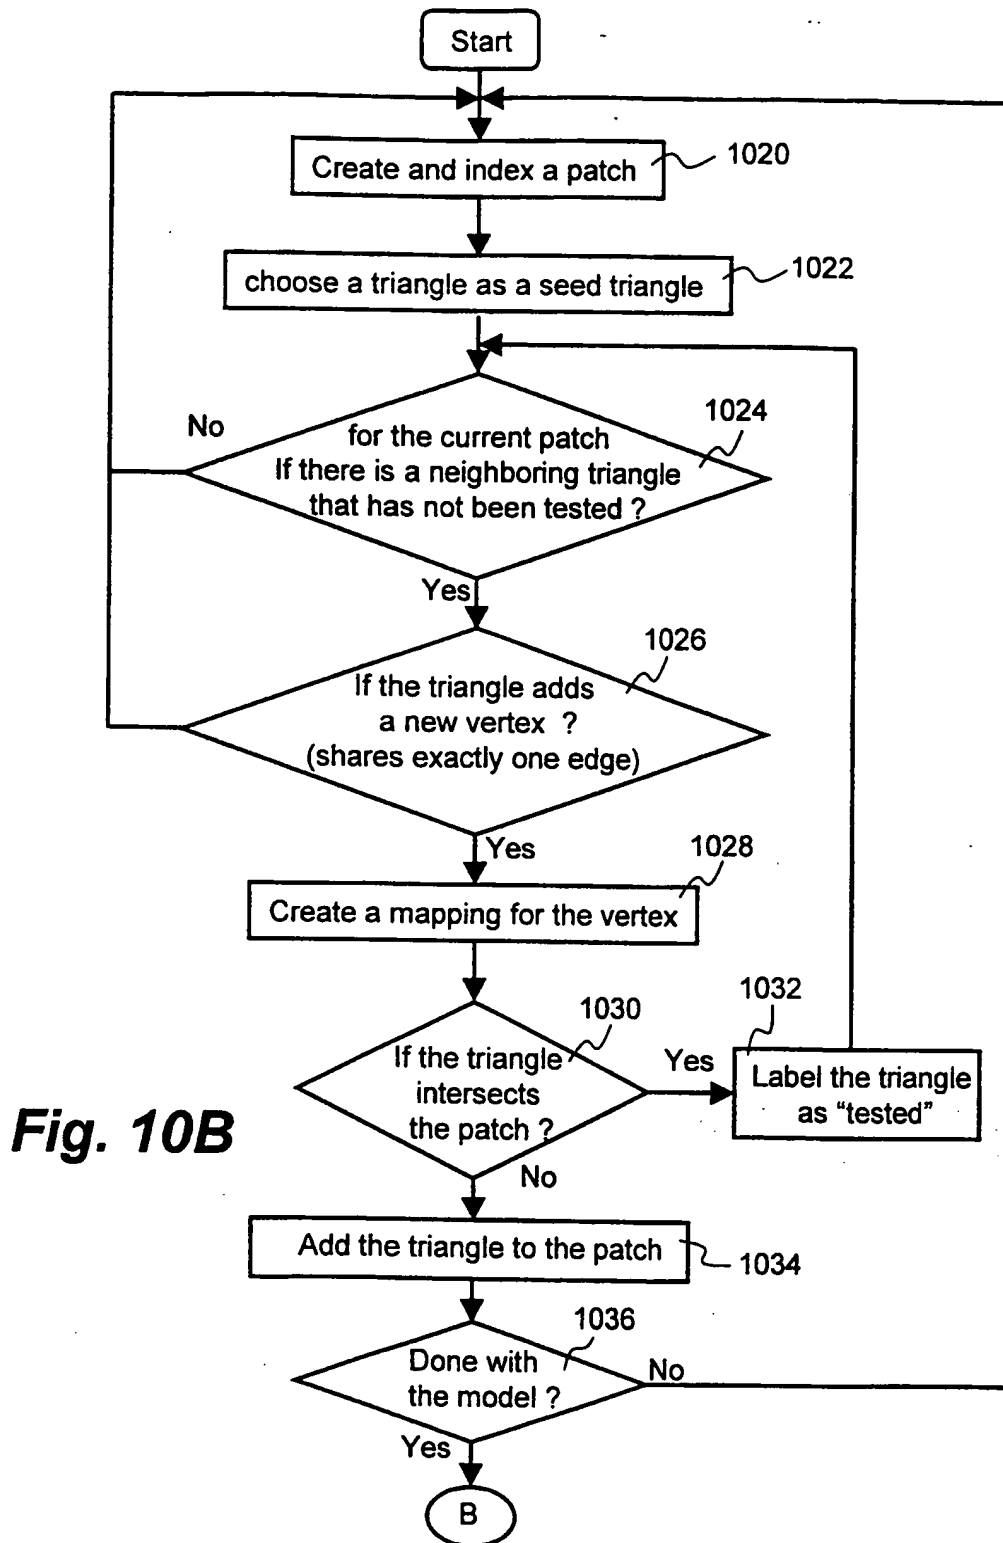 Start
Create and index a patch
1020
choose a triangle as a seed triangle
1022
1024
No
for the current patch
If there is a neighboring triangle
that has not been tested ?
Yes
1026
If the triangle adds
a new vertex ?
(shares exactly one edge)
Yes
1028
Create a mapping for the vertex
1030
1032
If the triangle
intersects
the patch ?
Yes
Label the triangle
as “tested”
Fig. 10B
No
Add the triangle to the patch
1034
1036
Done with
the model ?
No
Yes
B